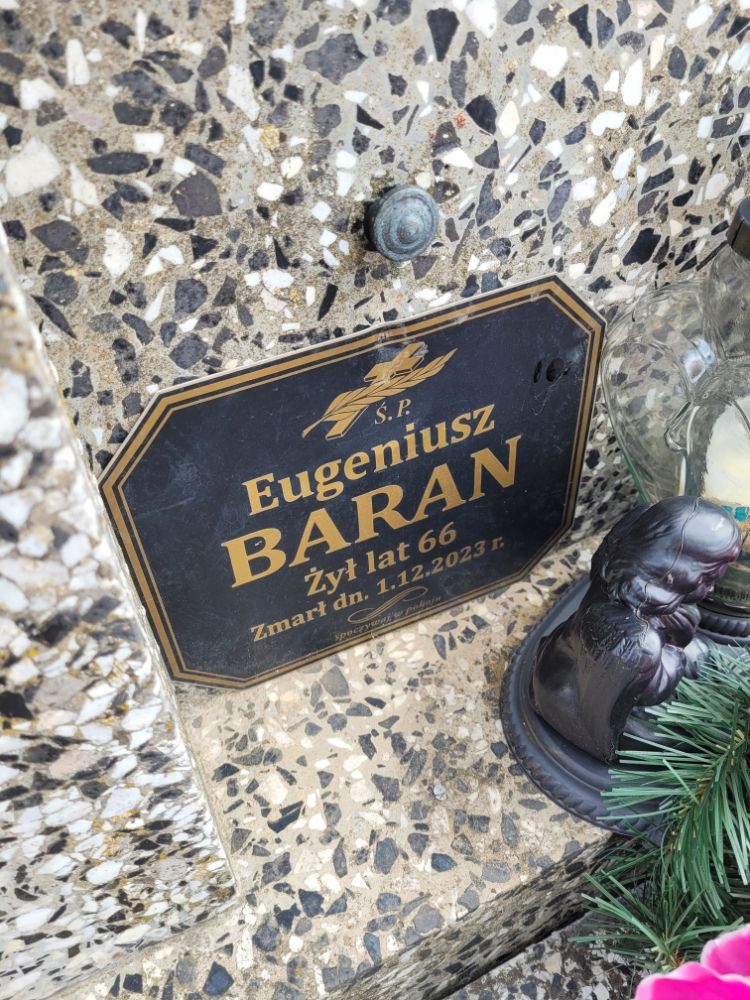 Ś.P.
Eugeniusz
BARAN
Żył lat 66
Zmarł dn. 1.12.2023 r.
spoczywaj w pokoju